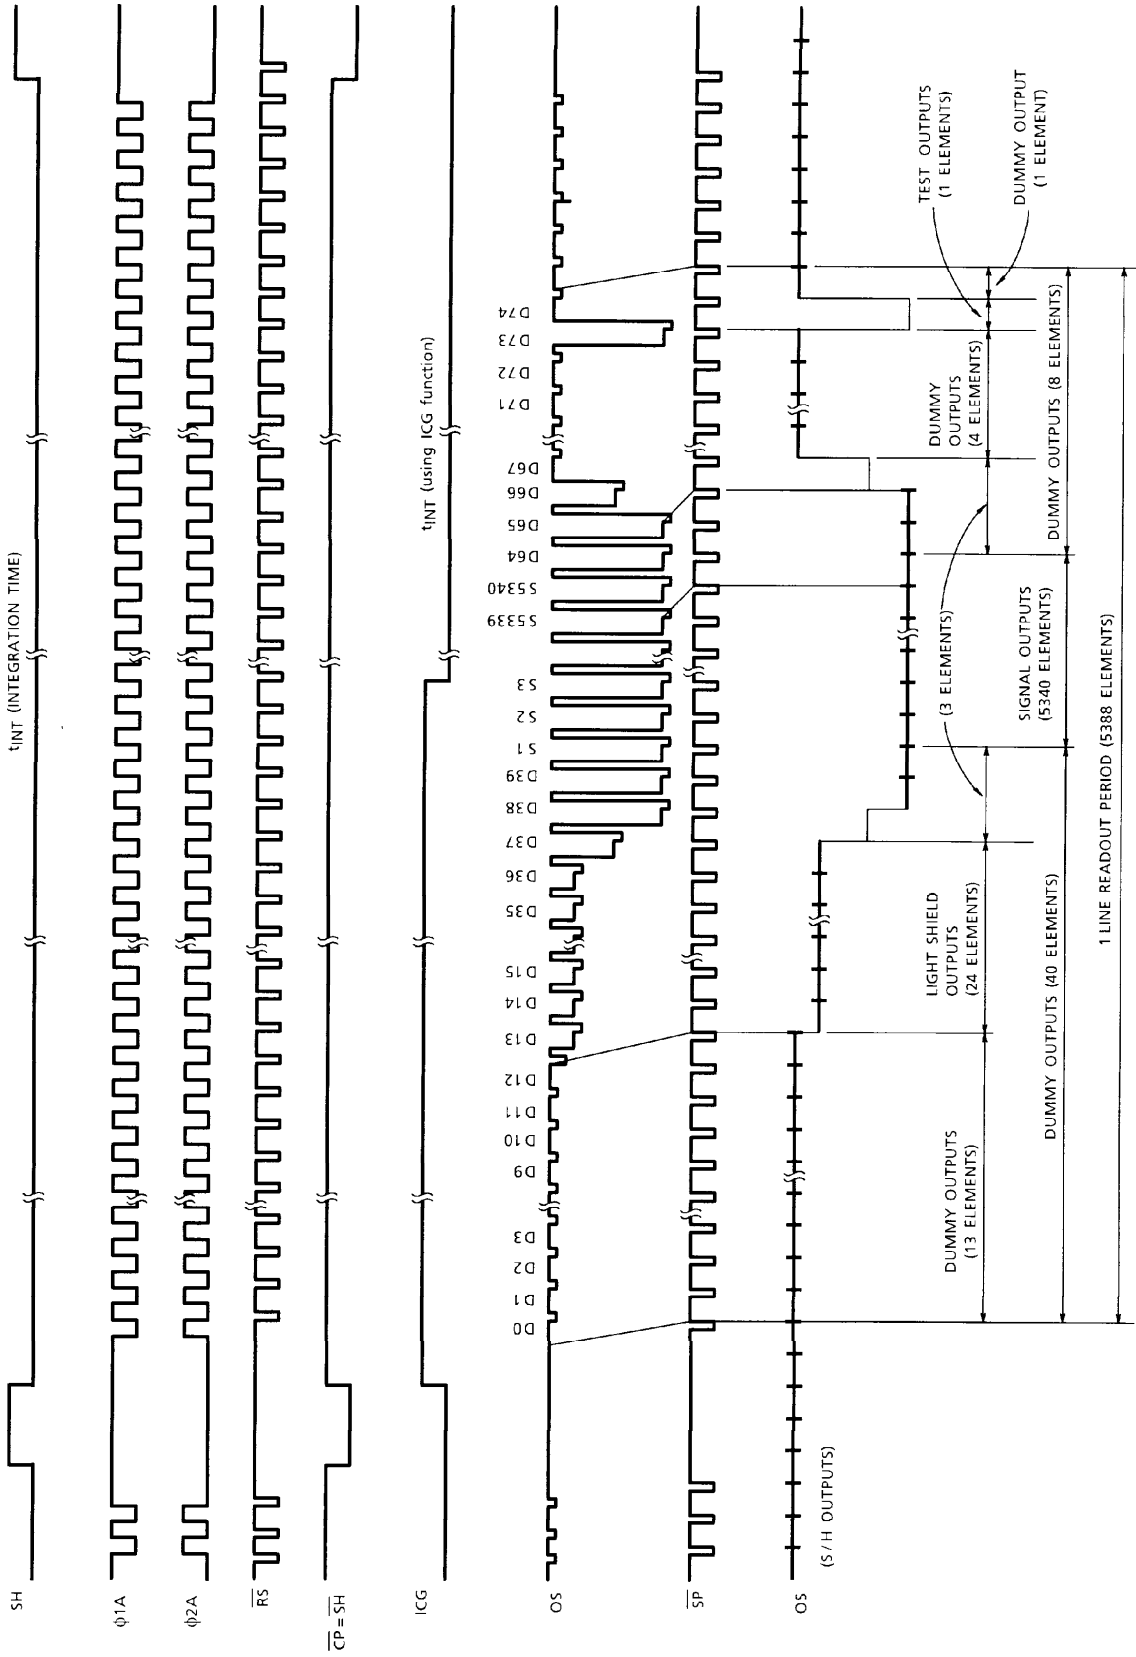 SH
tINT (INTEGRATION TIME)
φ1A
φ2A
R̅S̅
C̅P̅ = S̅H̅
ICG
tINT (using ICG function)
OS
D0
D1
D2
D3
D9
D10
D11
D12
D13
D14
D15
D35
D36
D37
D38
D39
S1
S2
S3
S5339
S5340
D64
D65
D66
D67
D71
D72
D73
D74
S̅P̅
OS
(S / H OUTPUTS)
DUMMY OUTPUTS
(13 ELEMENTS)
LIGHT SHIELD
OUTPUTS
(24 ELEMENTS)
(3 ELEMENTS)
DUMMY
OUTPUTS
(4 ELEMENTS)
TEST OUTPUTS
(1 ELEMENTS)
DUMMY OUTPUT
(1 ELEMENT)
DUMMY OUTPUTS (40 ELEMENTS)
SIGNAL OUTPUTS
(5340 ELEMENTS)
DUMMY OUTPUTS (8 ELEMENTS)
1 LINE READOUT PERIOD (5388 ELEMENTS)